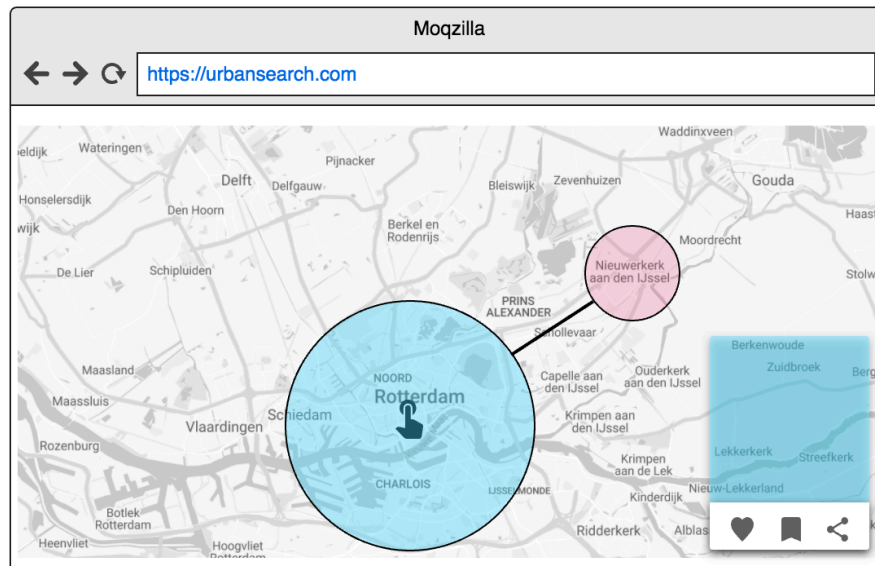 Moqzilla
https://urbansearch.com
Waddinxveen
eldijk
Wateringen
Pijnacker
Delft
Delfgauw
Bleiswijk
Zevenhuizen
Gouda
Honselersdijk
Den Hoorn
wijk
Berkel en
Rodenrijs
Haast
Moordrecht
De Lier
Schipluiden
Nieuwerkerk
aan den IJssel
Stolw
PRINS
ALEXANDER
Schollevaar
Berkenwoude
Maasland
NOORD
Rotterdam
Capelle aan
den IJssel
Ouderkerk
aan den IJssel
Zuidbroek
Berg
Maassluis
Schiedam
Vlaardingen
Krimpen aan
den IJssel
Rozenburg
Krimpen
aan de Lek
Lekkerkerk
Streefkerk
CHARLOIS
IJSSELMONDE
Kinderdijk
Nieuw-Lekkerland
Botlek
Rotterdam
Ridderkerk
Alblas
Heenvliet
Hoogvliet
Rotterdam